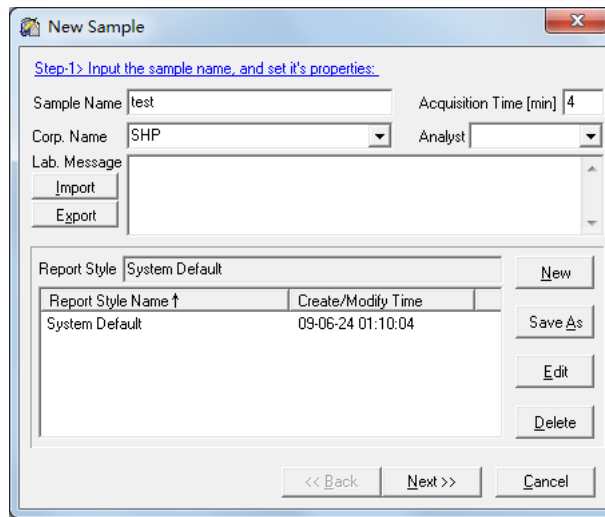 New Sample
Step-1> Input the sample name, and set it's properties:
Sample Name test Acquisition Time [min] 4
Corp. Name SHP Analyst
Lab. Message
Import
Export
Report Style System Default New
Report Style Name Create/Modify Time
System Default 09-06-24 01:10:04
Save As
Edit
Delete
<< Back Next >> Cancel